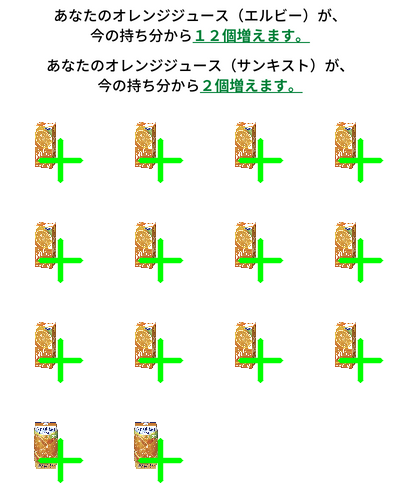 あなたのオレンジジュース（エルビー）が、
今の持ち分から１２個増えます。
あなたのオレンジジュース（サンキスト）が、
今の持ち分から２個増えます。